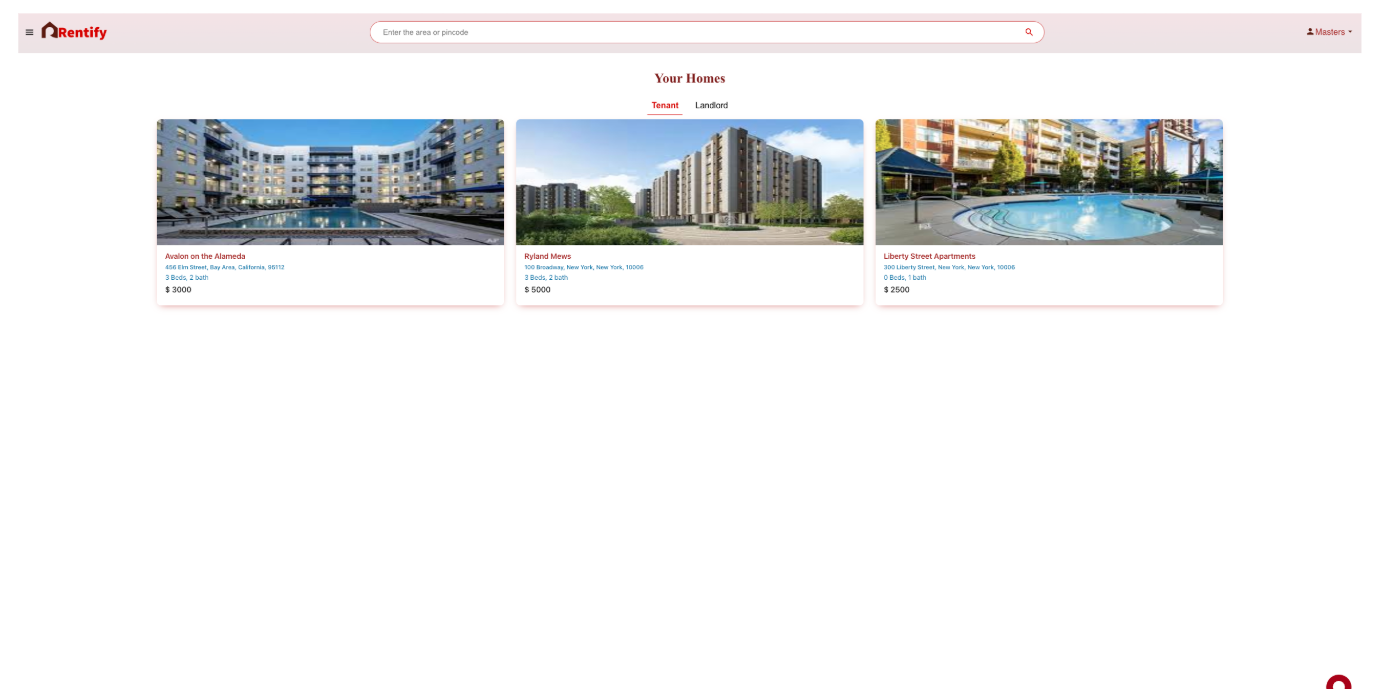 Rentify
Enter the area or pincode
Masters
Your Homes
Tenant Landlord
Avalon on the Alameda
456 Elm Street, Bay Area, California, 95112
3 Beds, 2 bath
$ 3000
Ryland Mews
100 Broadway, New York, New York, 10006
3 Beds, 2 bath
$ 5000
Liberty Street Apartments
300 Liberty Street, New York, New York, 10006
0 Beds, 1 bath
$ 2500